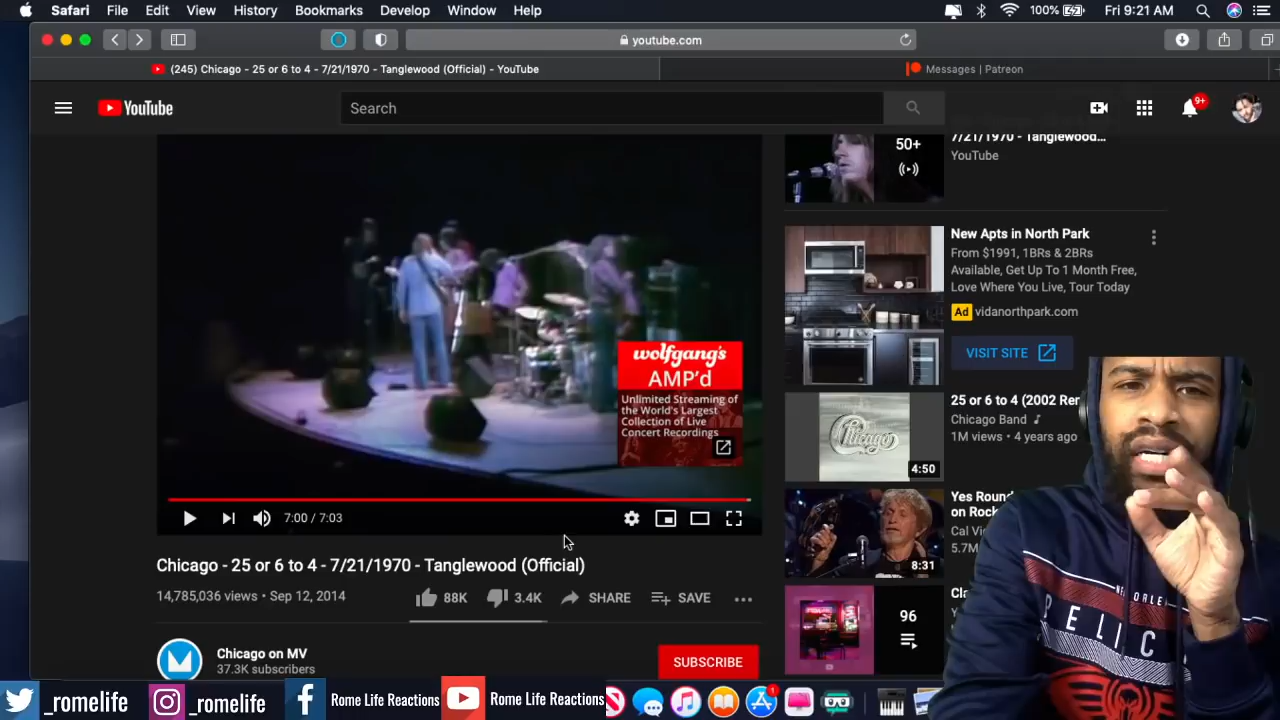 Safari File Edit View History Bookmarks Develop Window Help 100% Fri 9:21 AM
youtube.com
(245) Chicago - 25 or 6 to 4 - 7/21/1970 - Tanglewood (Official) - YouTube
Messages | Patreon
YouTube
Search
9+
50+
7/21/1970 - Tanglewood…
YouTube
New Apts in North Park
From $1991, 1BRs & 2BRs
Available, Get Up To 1 Month Free,
Love Where You Live, Tour Today
Ad vidanorthpark.com
VISIT SITE
wolfgang's
AMP'd
Unlimited Streaming of
the World's Largest
Collection of Live
Concert Recordings
7:00 / 7:03
Chicago
4:50
25 or 6 to 4 (2002
Chicago Band
1M views • 4 years ago
8:31
Yes
on Rock
5.7M
96
Chicago - 25 or 6 to 4 - 7/21/1970 - Tanglewood (Official)
14,785,036 views • Sep 12, 2014
88K 3.4K SHARE SAVE
Chicago on MV
37.3K subscribers
SUBSCRIBE
_romelife
_romelife
Rome Life Reactions
Rome Life Reactions
1